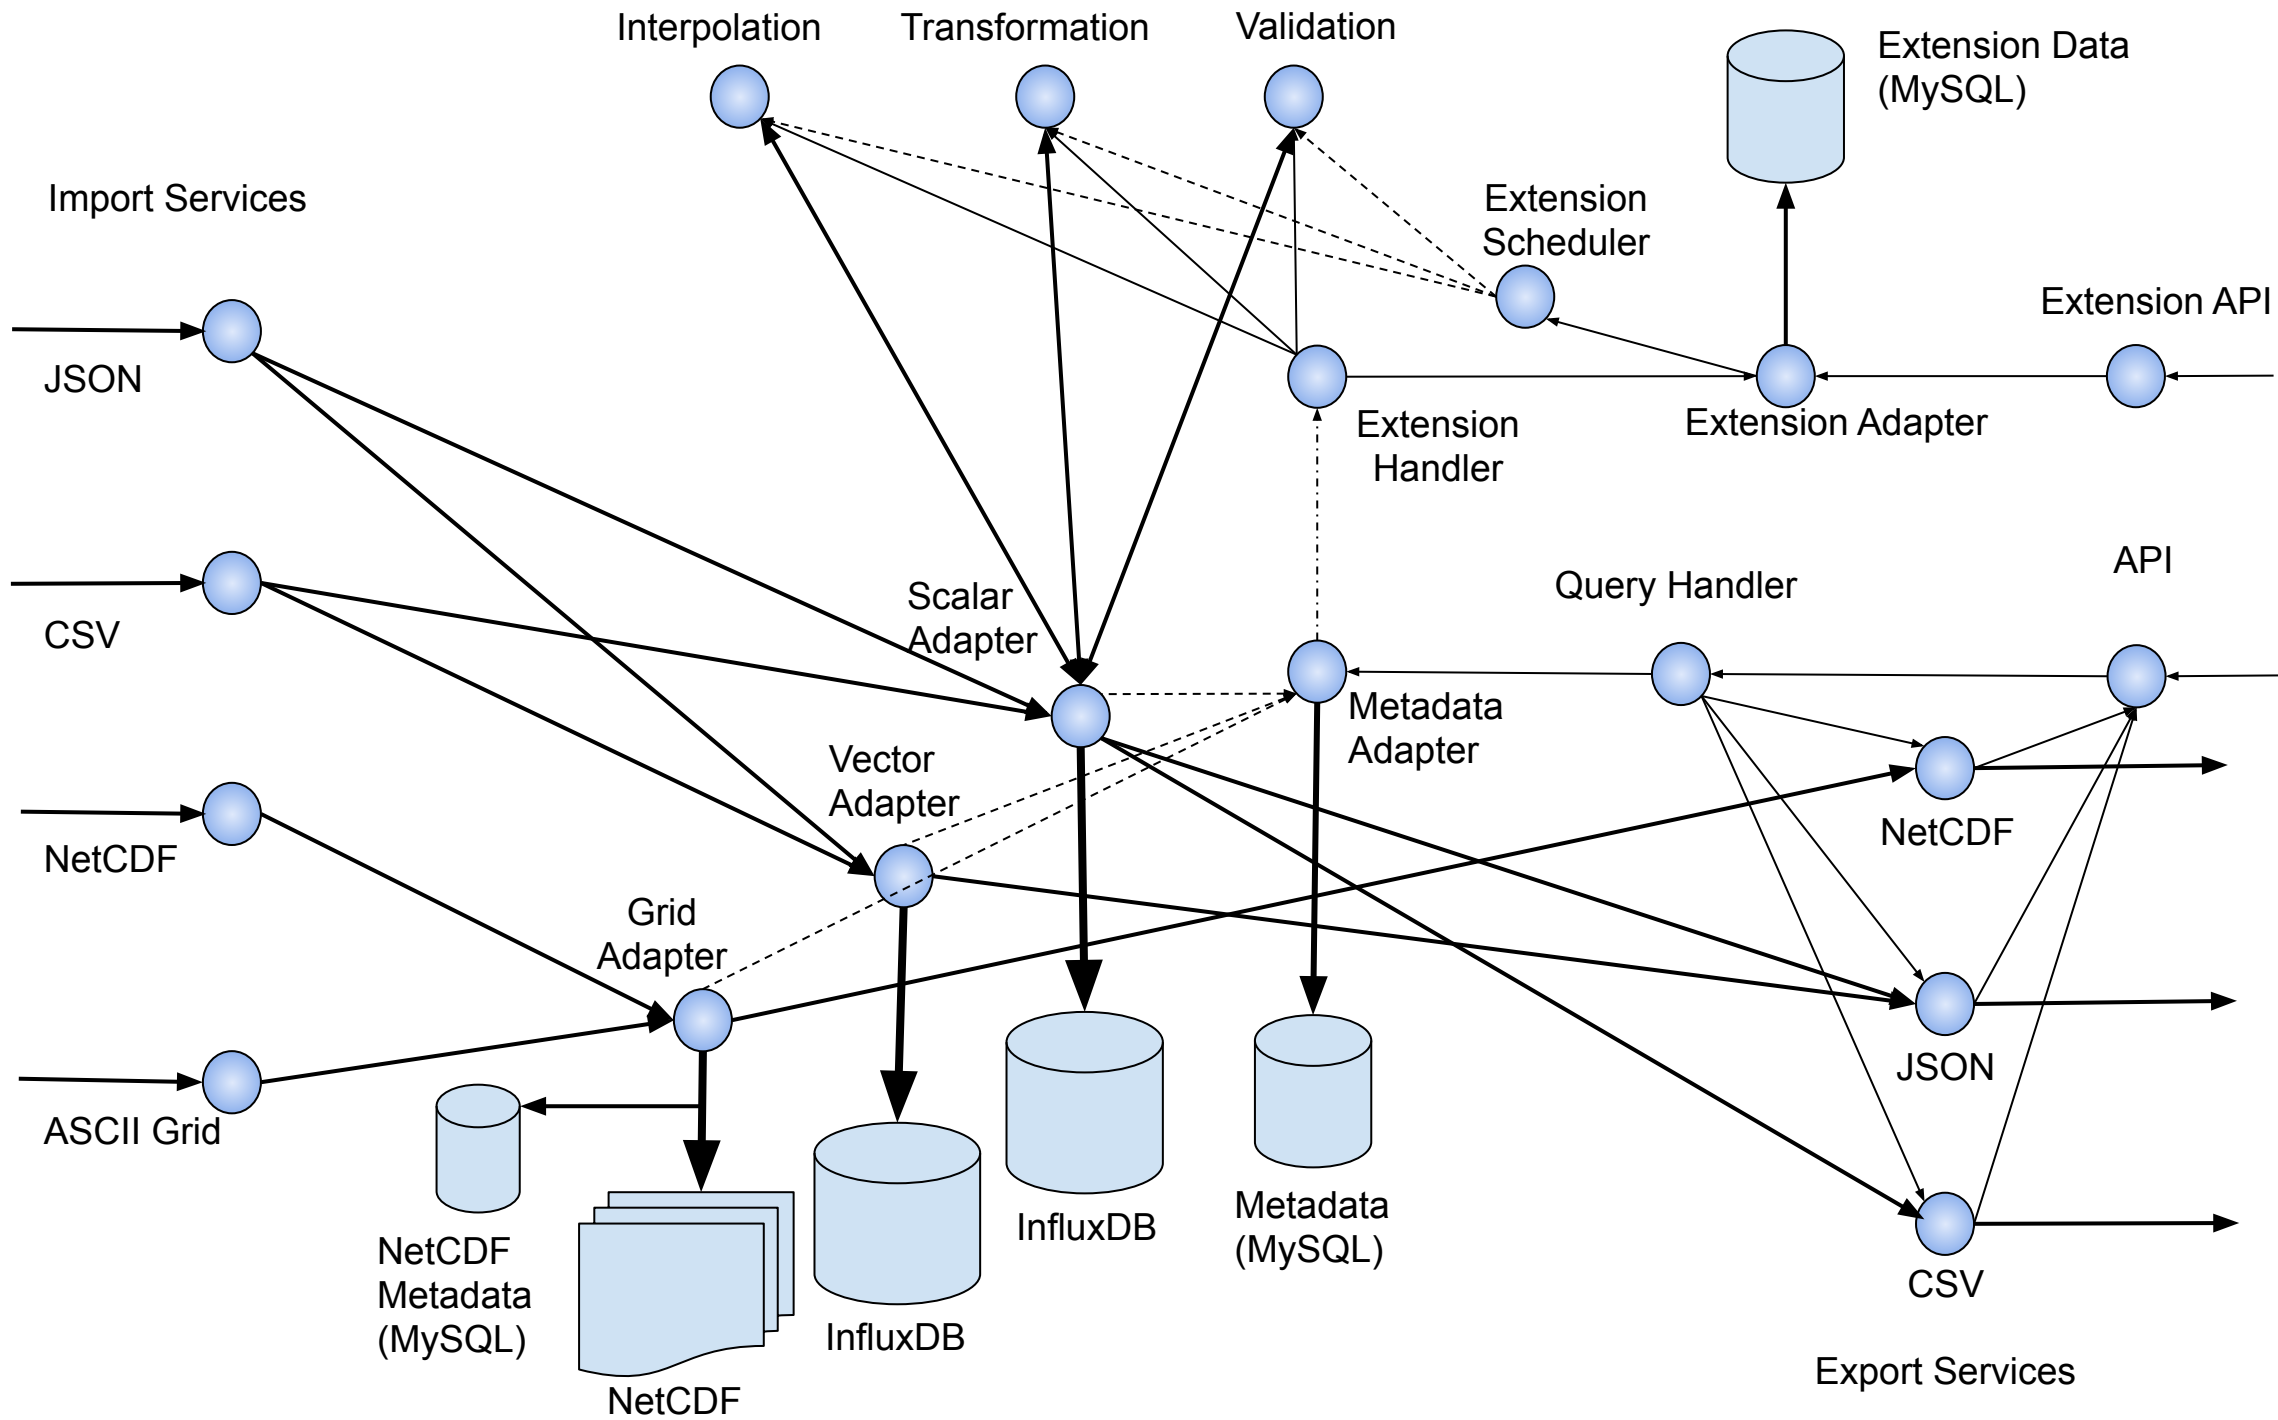 Interpolation
Transformation
Validation
Extension Data
(MySQL)
Import Services
Extension
Scheduler
Extension API
JSON
Extension
Handler
Extension Adapter
CSV
Scalar
Adapter
Query Handler
API
Metadata
Adapter
Vector
Adapter
NetCDF
NetCDF
Grid
Adapter
JSON
ASCII Grid
InfluxDB
Metadata
(MySQL)
NetCDF
Metadata
(MySQL)
InfluxDB
NetCDF
CSV
Export Services